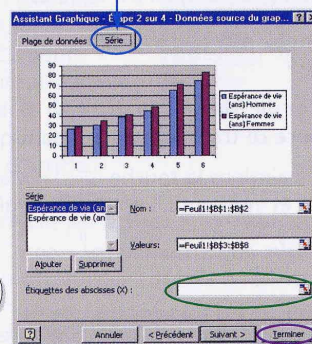 Assistant Graphique - Étape 2 sur 4 - Données source du grap...
Plage de données Série
90
80
70
60
50
40
30
20
10
0
1 2 3 4 5 6
Espérance de vie
(ans) Hommes
Espérance de vie
(ans) Femmes
Série
Espérance de vie (an
Espérance de vie (an
Nom : =Feuil1!$B$1:$B$2
Valeurs: =Feuil1!$B$3:$B$8
Ajouter Supprimer
Étiquettes des abscisses (X) :
Annuler < Précédent Suivant > Terminer